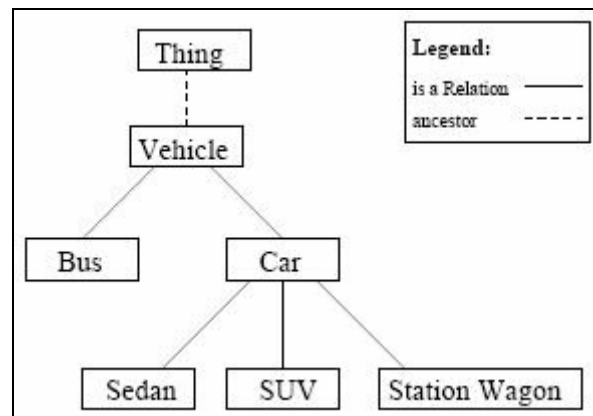 Thing
Legend:
is a Relation
ancestor
Vehicle
Bus
Car
Sedan
SUV
Station Wagon